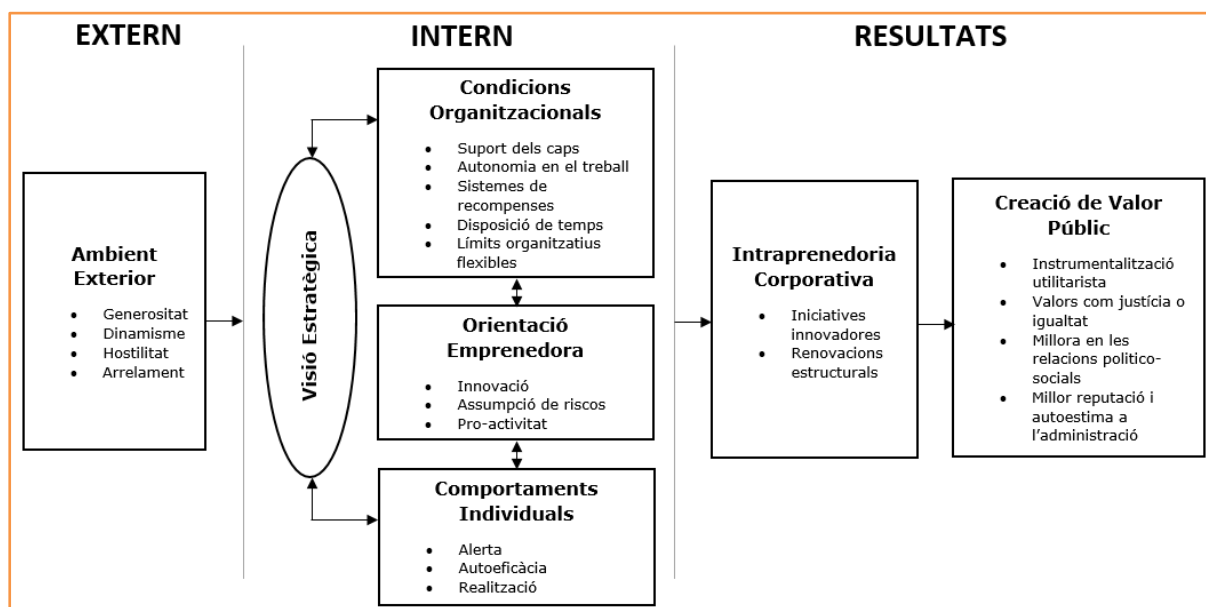 EXTERN
INTERN
RESULTATS
Ambient
Exterior
• Generositat
• Dinamisme
• Hostilitat
• Arrelament
Visió Estratègica
Condicions
Organitzacionals
• Suport dels caps
• Autonomia en el treball
• Sistemes de
recompenses
• Disposició de temps
• Límits organitzatius
flexibles
Orientació
Emprenedora
• Innovació
• Assumpció de riscos
• Pro-activitat
Comportaments
Individuals
• Alerta
• Autoeficàcia
• Realització
Intraprenedoria
Corporativa
• Iniciatives
innovadores
• Renovacions
estructurals
Creació de Valor
Públic
• Instrumentalització
utilitarista
• Valors com justícia o
igualtat
• Millora en les
relacions politico-
socials
• Millor reputació i
autoestima a
l'administració